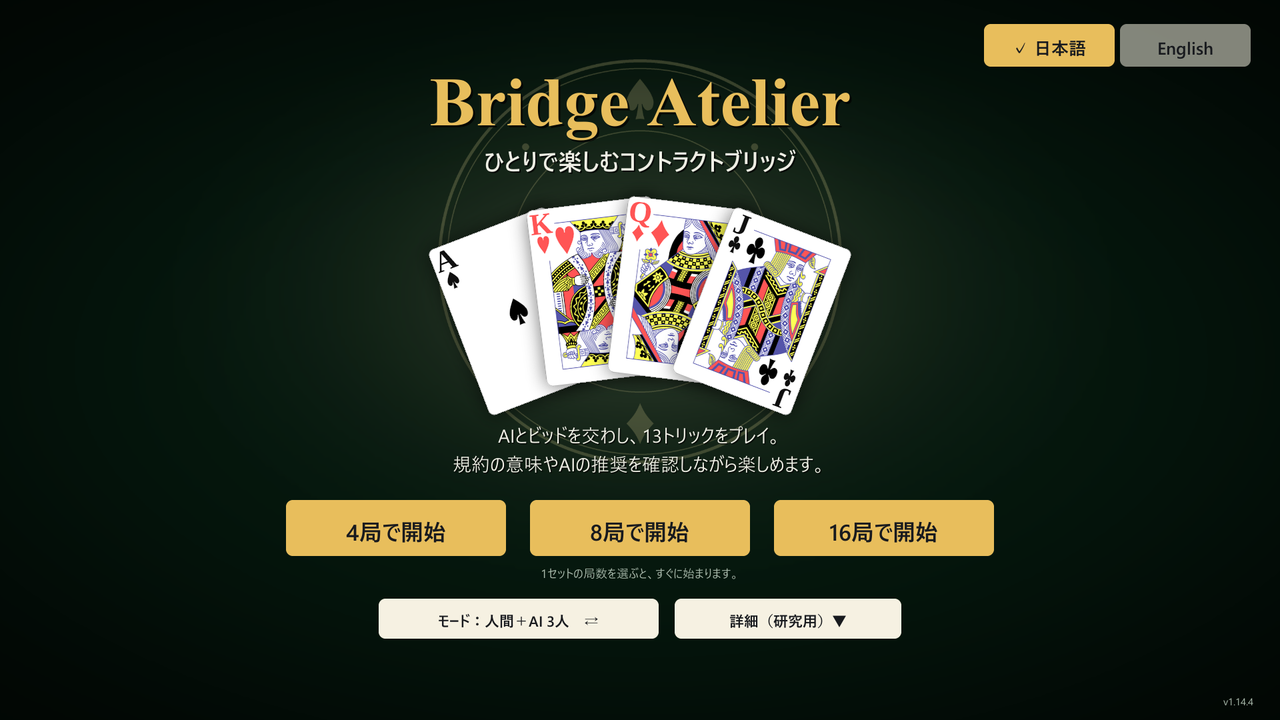 ✓ 日本語
English
Bridge Atelier
ひとりで楽しむコントラクトブリッジ
A
K
Q
J
J
AIとビッドを交わし、13トリックをプレイ。
規約の意味やAIの推奨を確認しながら楽しめます。
4局で開始
8局で開始
16局で開始
1セットの局数を選ぶと、すぐに始まります。
モード：人間＋AI 3人 ⇄
詳細（研究用）▼
v1.14.4